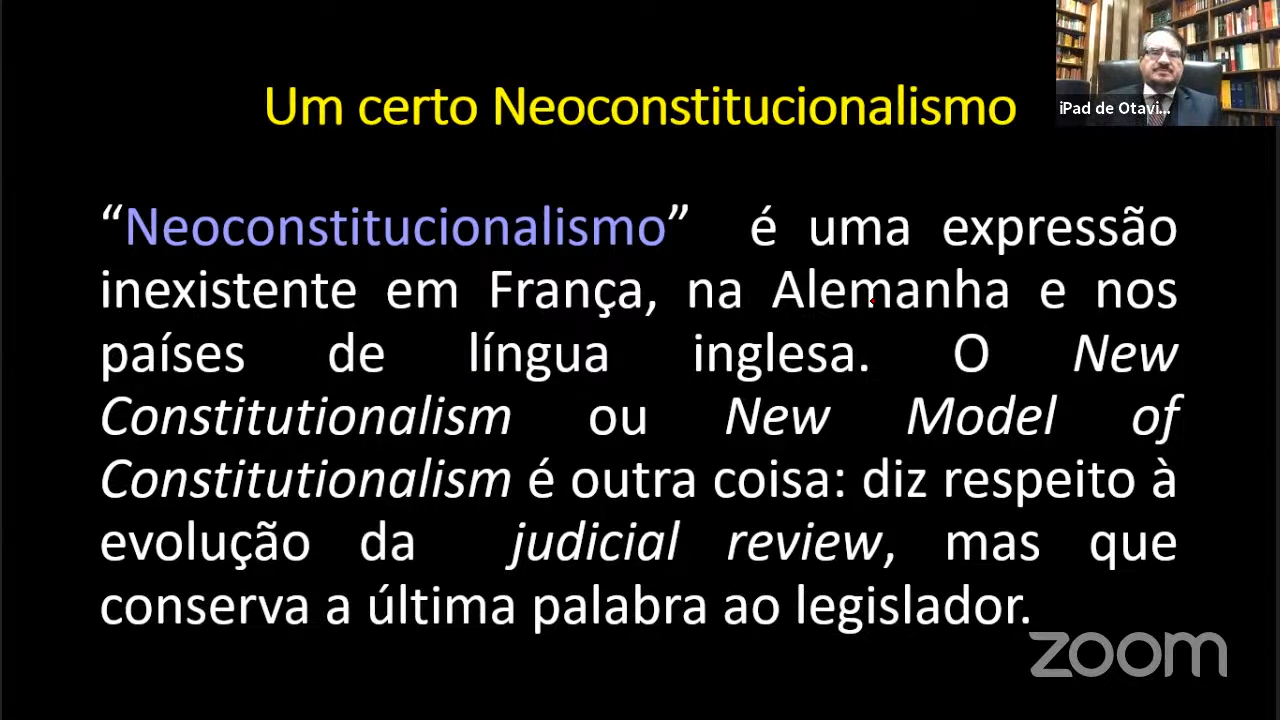 Um certo Neoconstitucionalismo
iPad de Otavi...
“Neoconstitucionalismo” é uma expressão
inexistente em França, na Alemanha e nos
países de língua inglesa. O New
Constitutionalism ou New Model of
Constitutionalism é outra coisa: diz respeito à
evolução da judicial review, mas que
conserva a última palabra ao legislador.
zoom